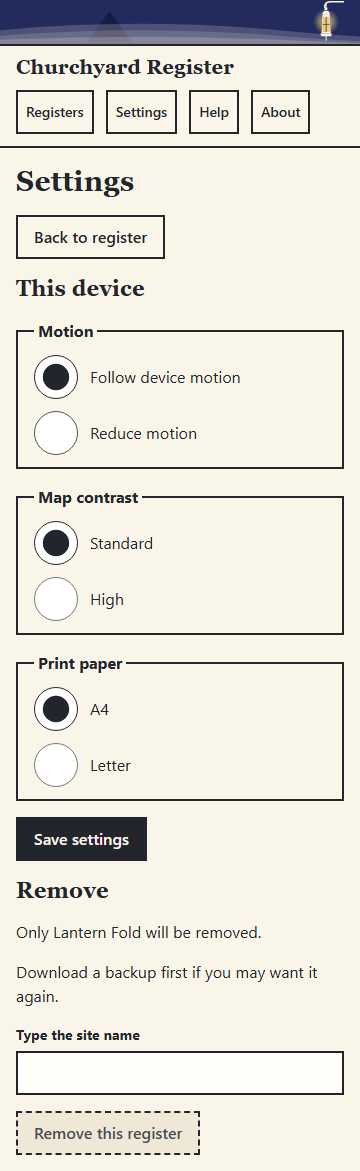 Churchyard Register
Registers
Settings
Help
About
Settings
Back to register
This device
Motion
Follow device motion
Reduce motion
Map contrast
Standard
High
Print paper
A4
Letter
Save settings
Remove
Only Lantern Fold will be removed.
Download a backup first if you may want it
again.
Type the site name
Remove this register